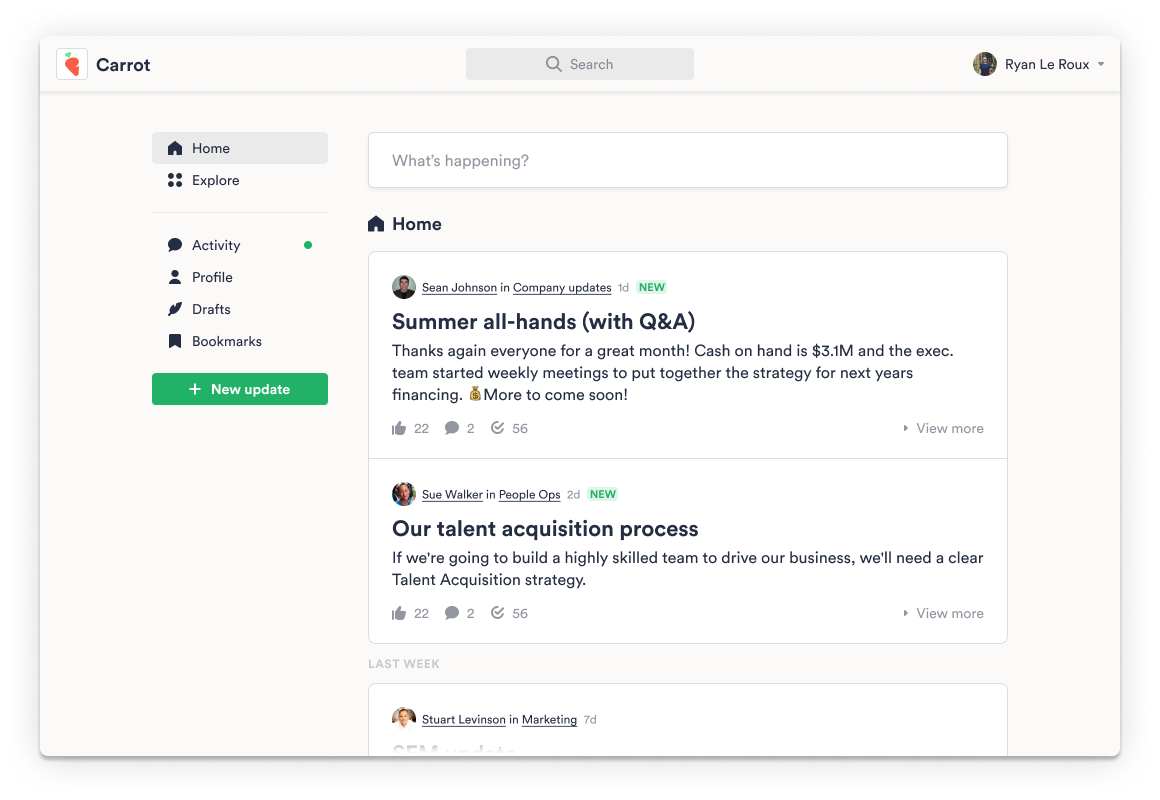 Carrot
Search
Ryan Le Roux
Home
Explore
Activity
Profile
Drafts
Bookmarks
+ New update
What's happening?
Home
Sean Johnson in Company updates 1d NEW
Summer all-hands (with Q&A)
Thanks again everyone for a great month! Cash on hand is $3.1M and the exec.
team started weekly meetings to put together the strategy for next years
financing. 💰More to come soon!
22 2 56 View more
Sue Walker in People Ops 2d NEW
Our talent acquisition process
If we're going to build a highly skilled team to drive our business, we'll need a clear
Talent Acquisition strategy.
22 2 56 View more
LAST WEEK
Stuart Levinson in Marketing 7d
SEM update